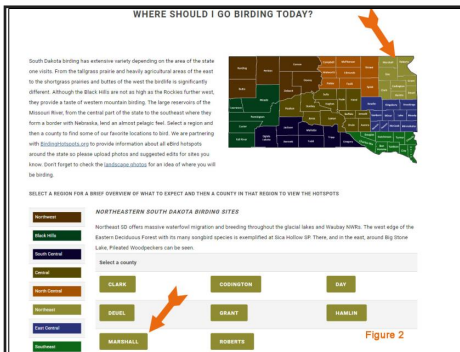 WHERE SHOULD I GO BIRDING TODAY?
South Dakota birding has extensive variety depending on the area of the state
one visits. From the tallgrass prairie and heavily agricultural areas of the east
to the shortgrass prairies and buttes of the west the birdlife is significantly
different. Although the Black Hills are not as high as the Rockies further west,
they provide a taste of western mountain birding. The large reservoirs of the
Missouri River, from the central part of the state to the southeast where they
form a border with Nebraska, lend an almost pelagic feel. Select a region and
then a county to find some of our favorite locations to bird. We are partnering
with BirdingHotspots.org to provide information about all eBird hotspots
around the state so please upload photos and suggested edits for sites you
know. Don't forget to check the landscape photos for an idea of where you will
be birding.
SELECT A REGION FOR A BRIEF OVERVIEW OF WHAT TO EXPECT AND THEN A COUNTY IN THAT REGION TO VIEW THE HOTSPOTS
Northwest
Black Hills
South Central
Central
North Central
Northeast
East Central
Southeast
NORTHEASTERN SOUTH DAKOTA BIRDING SITES
Northeast SD offers massive waterfowl migration and breeding throughout the glacial lakes and Waubay NWRs. The west edge of the
Eastern Deciduous Forest with its many songbird species is exemplified at Sica Hollow SP. There, and in the east, around Big Stone
Lake, Pileated Woodpeckers can be seen.
Select a county
CLARK CODINGTON DAY
DEUEL GRANT HAMLIN
MARSHALL ROBERTS
Figure 2